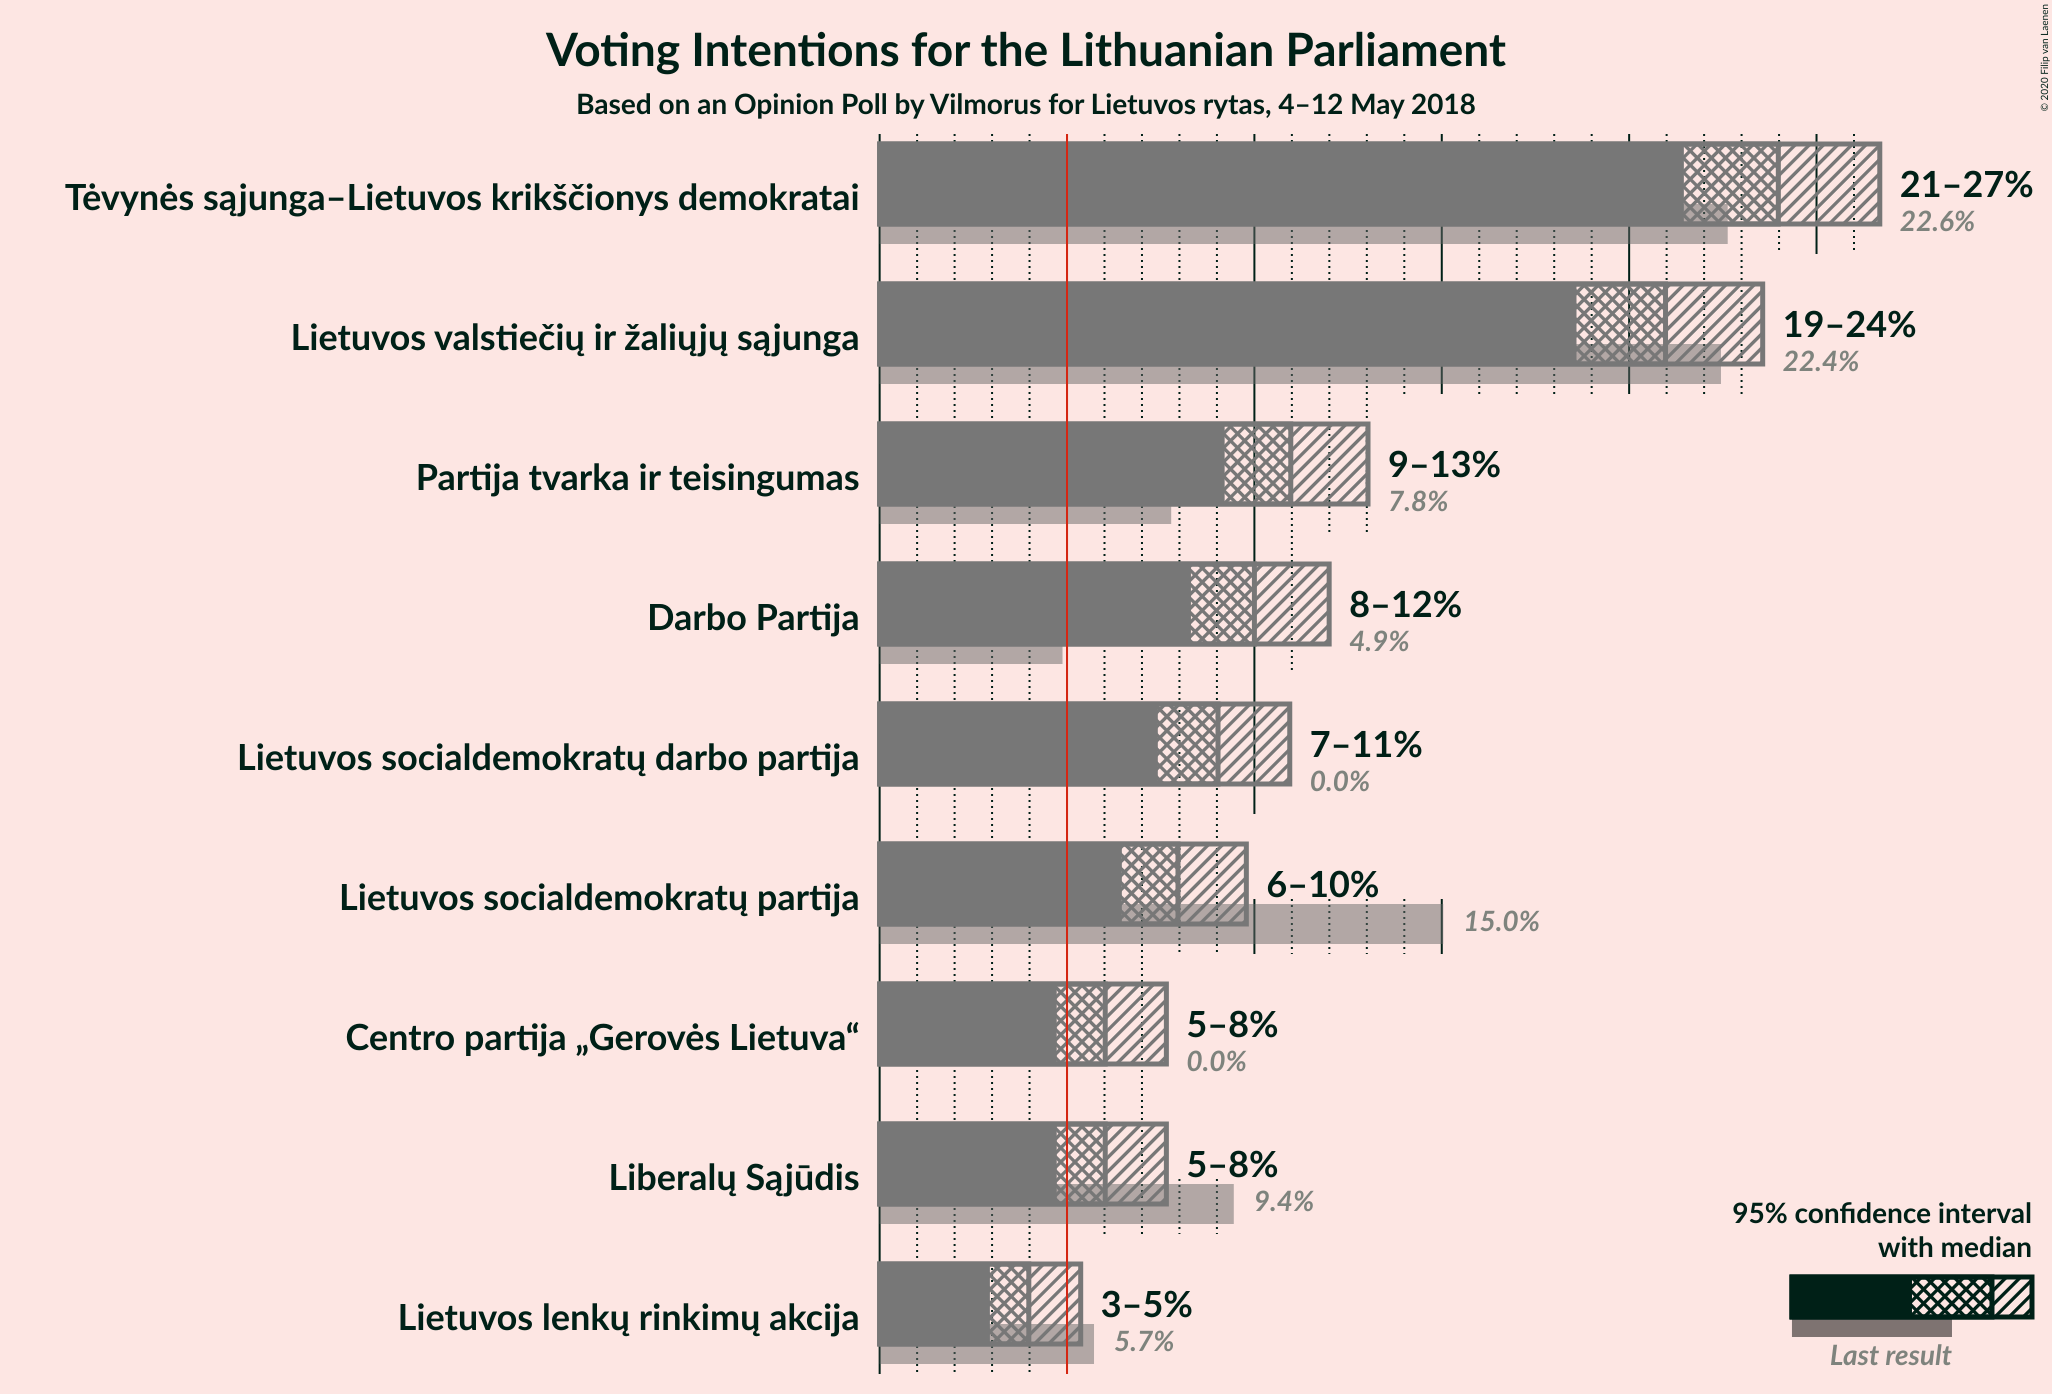 Voting Intentions for the Lithuanian Parliament
Based on an Opinion Poll by Vilmorus for Lietuvos rytas, 4–12 May 2018
© 2020 Filip van Laenen
Tėvynės sąjunga–Lietuvos krikščionys demokratai
21–27%
22.6%
Lietuvos valstiečių ir žaliųjų sąjunga
19–24%
22.4%
Partija tvarka ir teisingumas
9–13%
7.8%
Darbo Partija
8–12%
4.9%
Lietuvos socialdemokratų darbo partija
7–11%
0.0%
Lietuvos socialdemokratų partija
6–10%
15.0%
Centro partija „Gerovės Lietuva“
5–8%
0.0%
Liberalų Sąjūdis
5–8%
9.4%
Lietuvos lenkų rinkimų akcija
3–5%
5.7%
95% confidence interval
with median
Last result